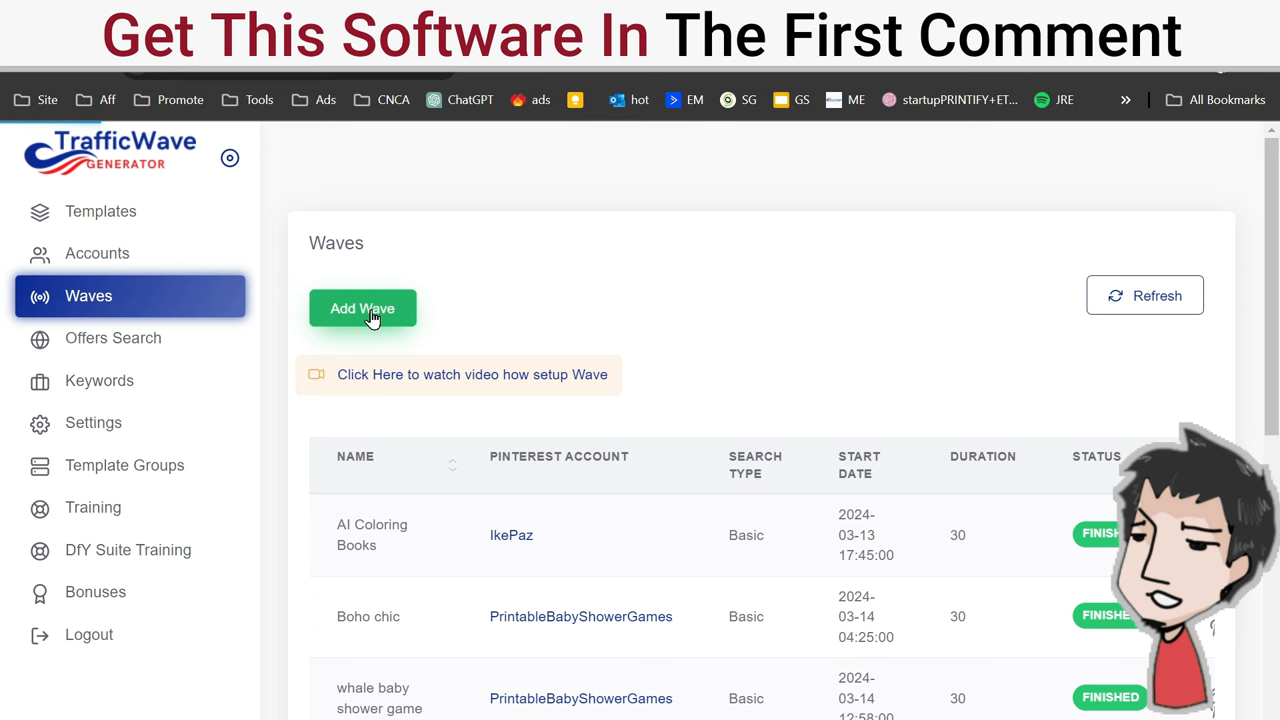 Get This Software In The First Comment
Site Aff Promote Tools Ads CNCA ChatGPT ads hot EM SG GS ME startupPRINTIFY+ET... JRE » All Bookmarks
TrafficWave
GENERATOR
Templates
Accounts
Waves
Offers Search
Keywords
Settings
Template Groups
Training
DfY Suite Training
Bonuses
Logout
Waves
Add Wave
Refresh
Click Here to watch video how setup Wave
NAME PINTEREST ACCOUNT SEARCH TYPE START DATE DURATION STATUS
AI Coloring Books IkePaz Basic 2024-03-13 17:45:00 30 FINISH
Boho chic PrintableBabyShowerGames Basic 2024-03-14 04:25:00 30 FINISHE
whale baby shower game PrintableBabyShowerGames Basic 2024-03-14 12:58:00 30 FINISHED